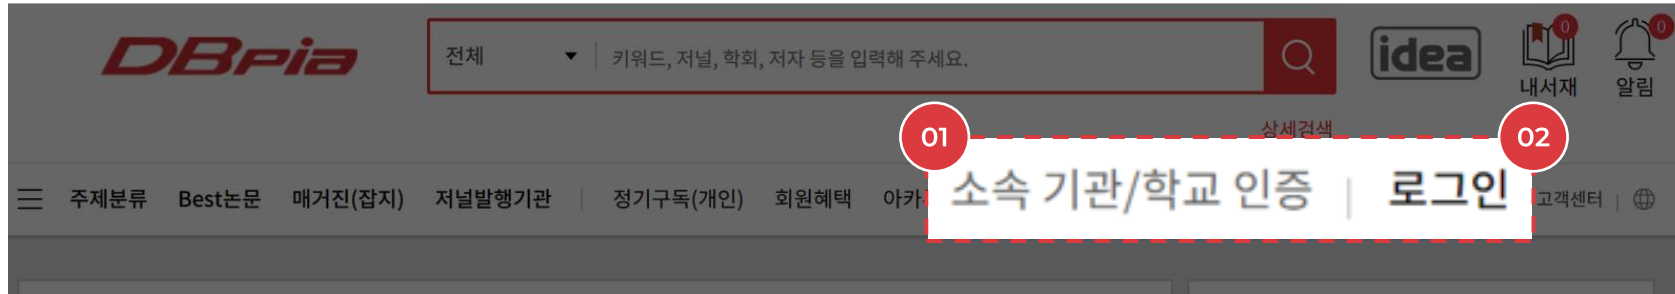 DBpia
전체
키워드, 저널, 학회, 저자 등을 입력해 주세요.
idea
0
내서재
0
알림
상세검색
01
02
주제분류 Best논문 매거진(잡지) 저널발행기관 | 정기구독(개인) 회원혜택 아카
소속 기관/학교 인증 | 로그인
고객센터 |